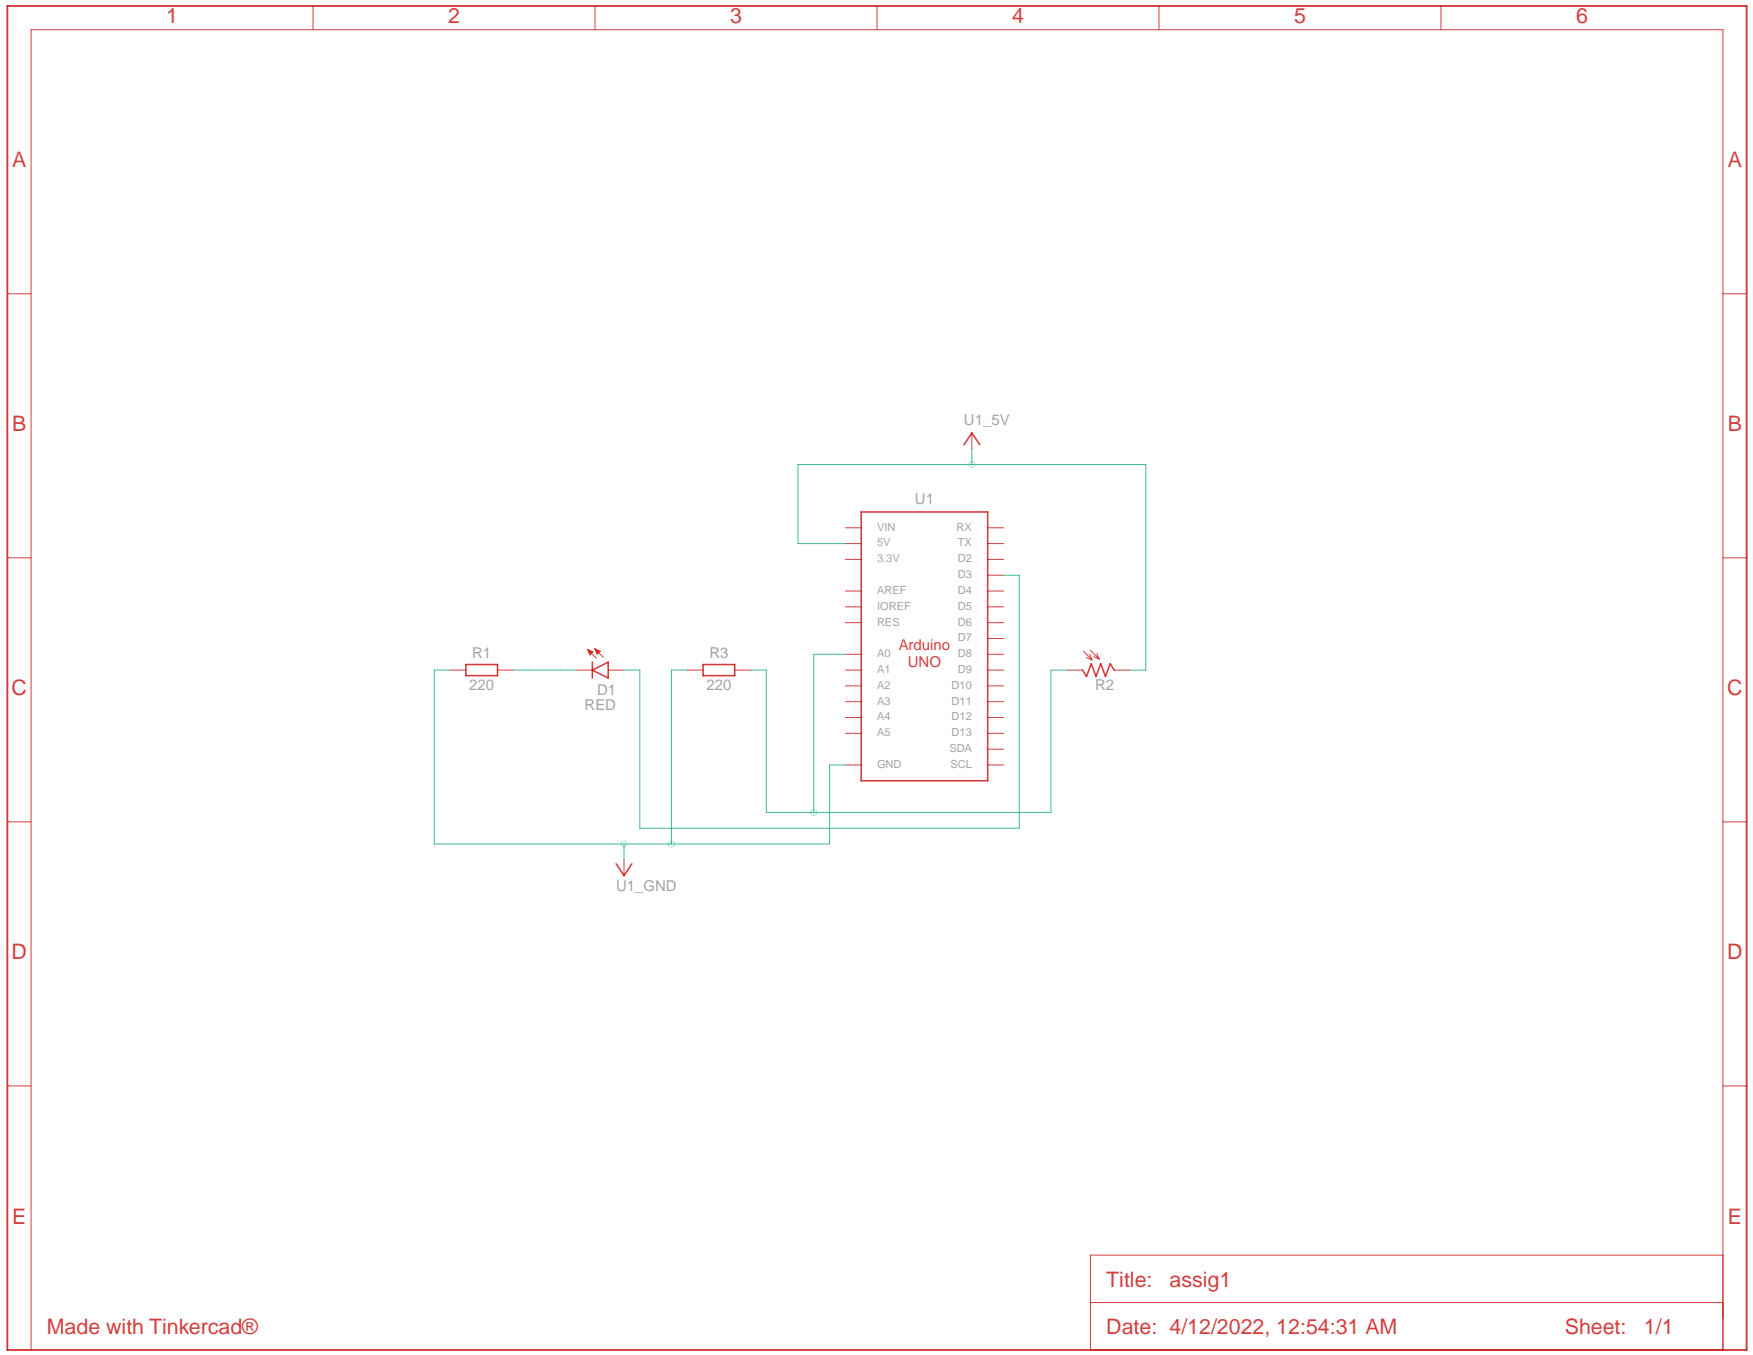 1 2 3 4 5 6
A A
B B
U1_5V
U1
VIN RX
5V TX
3.3V D2
D3
AREF D4
IOREF D5
RES D6
D7
A0 D8
A1 D9
A2 D10
A3 D11
A4 D12
A5 D13
SDA
GND SCL
Arduino
UNO
R1
220
D1
RED
R3
220
R2
C C
U1_GND
D D
E E
Title: assig1
Made with Tinkercad®
Date: 4/12/2022, 12:54:31 AM Sheet: 1/1